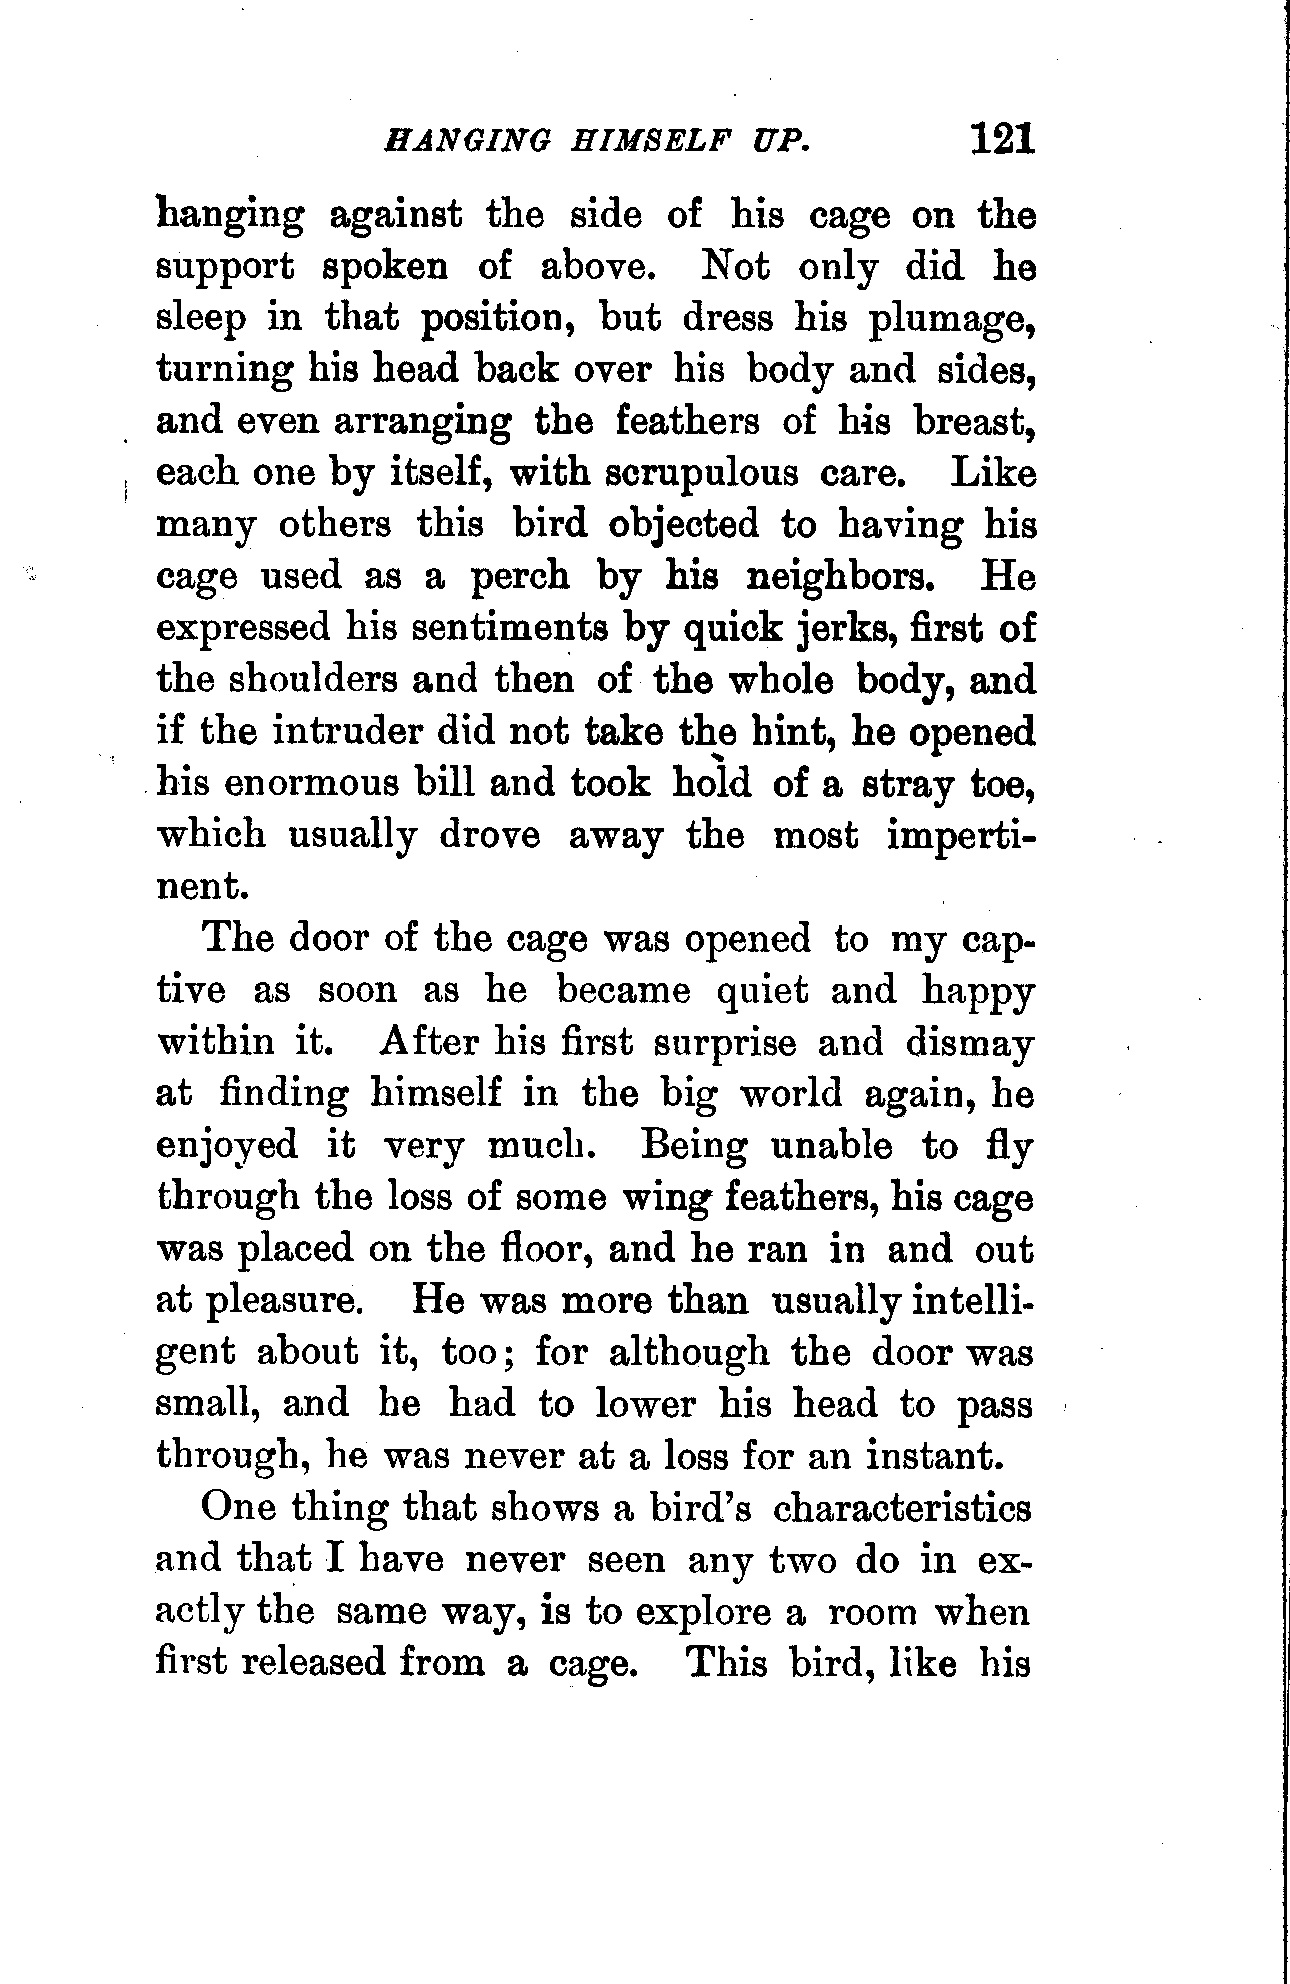 HANGING HIMSELF UP. 121
hanging against the side of his cage on the
support spoken of above. Not only did he
sleep in that position, but dress his plumage,
turning his head back over his body and sides,
and even arranging the feathers of his breast,
each one by itself, with scrupulous care. Like
many others this bird objected to having his
cage used as a perch by his neighbors. He
expressed his sentiments by quick jerks, first of
the shoulders and then of the whole body, and
if the intruder did not take the hint, he opened
his enormous bill and took hold of a stray toe,
which usually drove away the most imperti-
nent.
The door of the cage was opened to my cap-
tive as soon as he became quiet and happy
within it. After his first surprise and dismay
at finding himself in the big world again, he
enjoyed it very much. Being unable to fly
through the loss of some wing feathers, his cage
was placed on the floor, and he ran in and out
at pleasure. He was more than usually intelli-
gent about it, too; for although the door was
small, and he had to lower his head to pass
through, he was never at a loss for an instant.
One thing that shows a bird's characteristics
and that I have never seen any two do in ex-
actly the same way, is to explore a room when
first released from a cage. This bird, like his